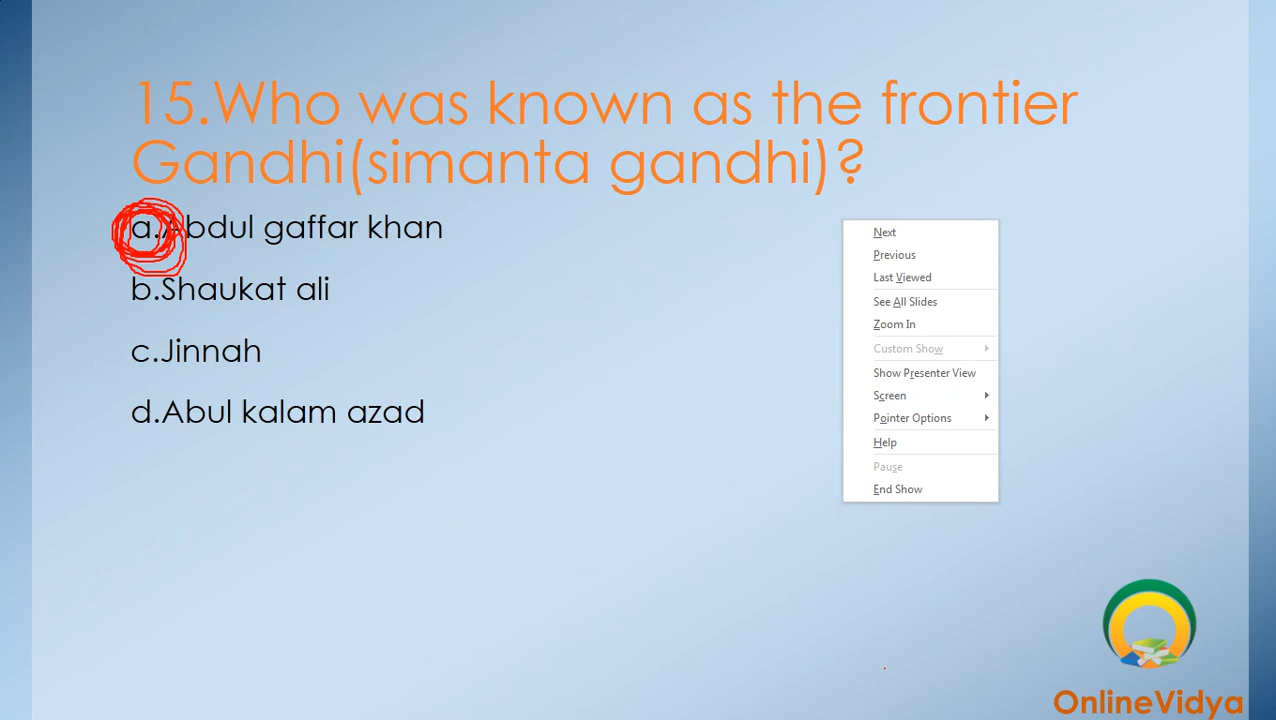 15.Who was known as the frontier
Gandhi(simanta gandhi)?
a.Abdul gaffar khan
b.Shaukat ali
c.Jinnah
d.Abul kalam azad
Next
Previous
Last Viewed
See All Slides
Zoom In
Custom Show
Show Presenter View
Screen
Pointer Options
Help
Pause
End Show
OnlineVidya